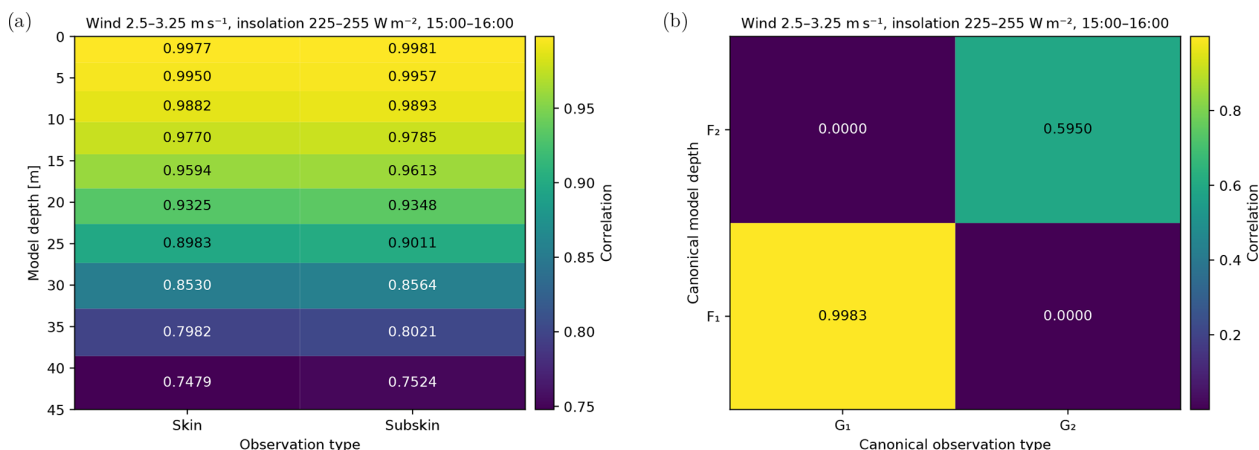 (a)
Wind 2.5–3.25 m s⁻¹, insolation 225–255 W m⁻², 15:00–16:00
0
5
10
15
20
25
30
35
40
45
Model depth [m]
0.9977 0.9981
0.9950 0.9957
0.9882 0.9893
0.9770 0.9785
0.9594 0.9613
0.9325 0.9348
0.8983 0.9011
0.8530 0.8564
0.7982 0.8021
0.7479 0.7524
Skin Subskin
Observation type
0.95
0.90
0.85
0.80
0.75
Correlation
(b)
Wind 2.5–3.25 m s⁻¹, insolation 225–255 W m⁻², 15:00–16:00
Canonical model depth
F₂ 0.0000 0.5950
F₁ 0.9983 0.0000
G₁ G₂
Canonical observation type
0.8
0.6
0.4
0.2
Correlation